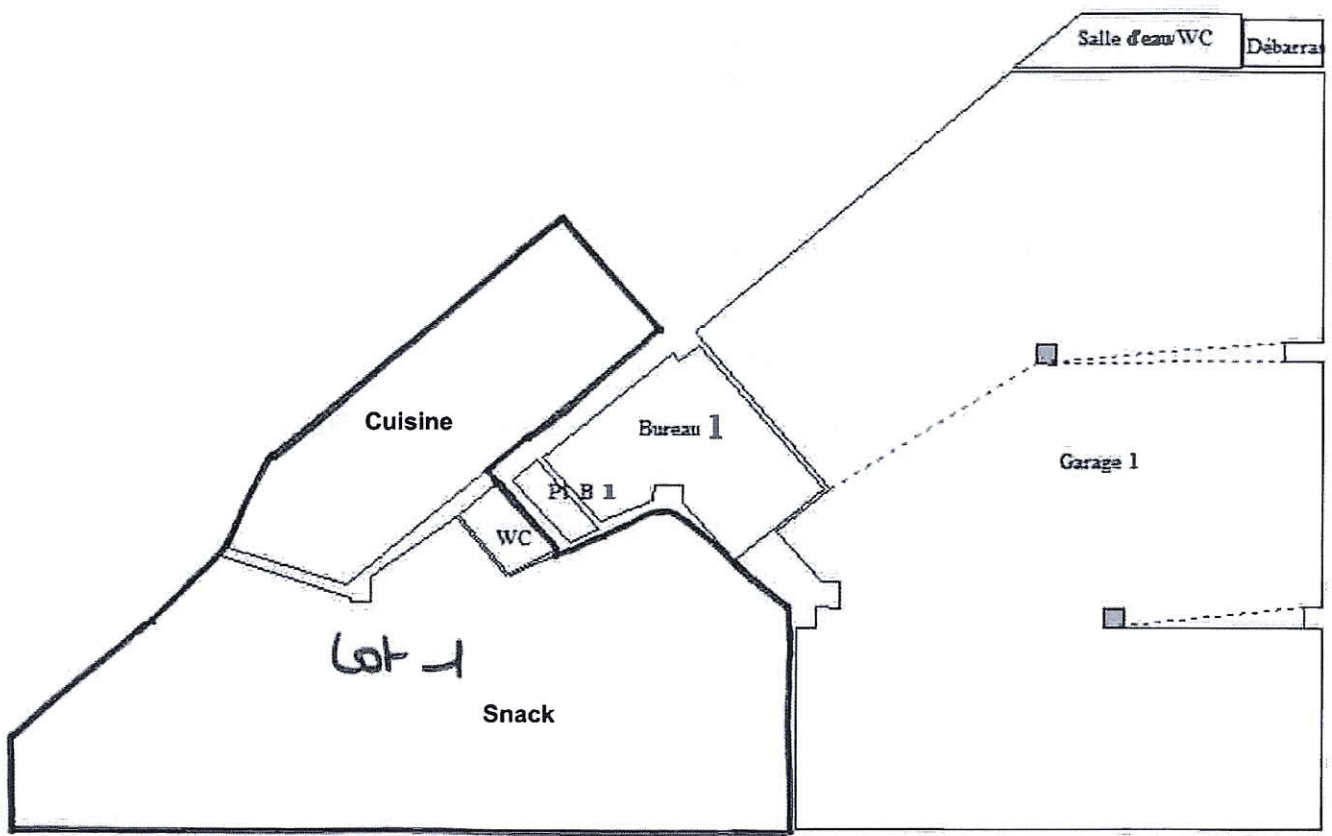 Salle d'eau/WC
Débarras
Cuisine
Bureau 1
Garage 1
Pl B 1
WC
Lot 1
Snack